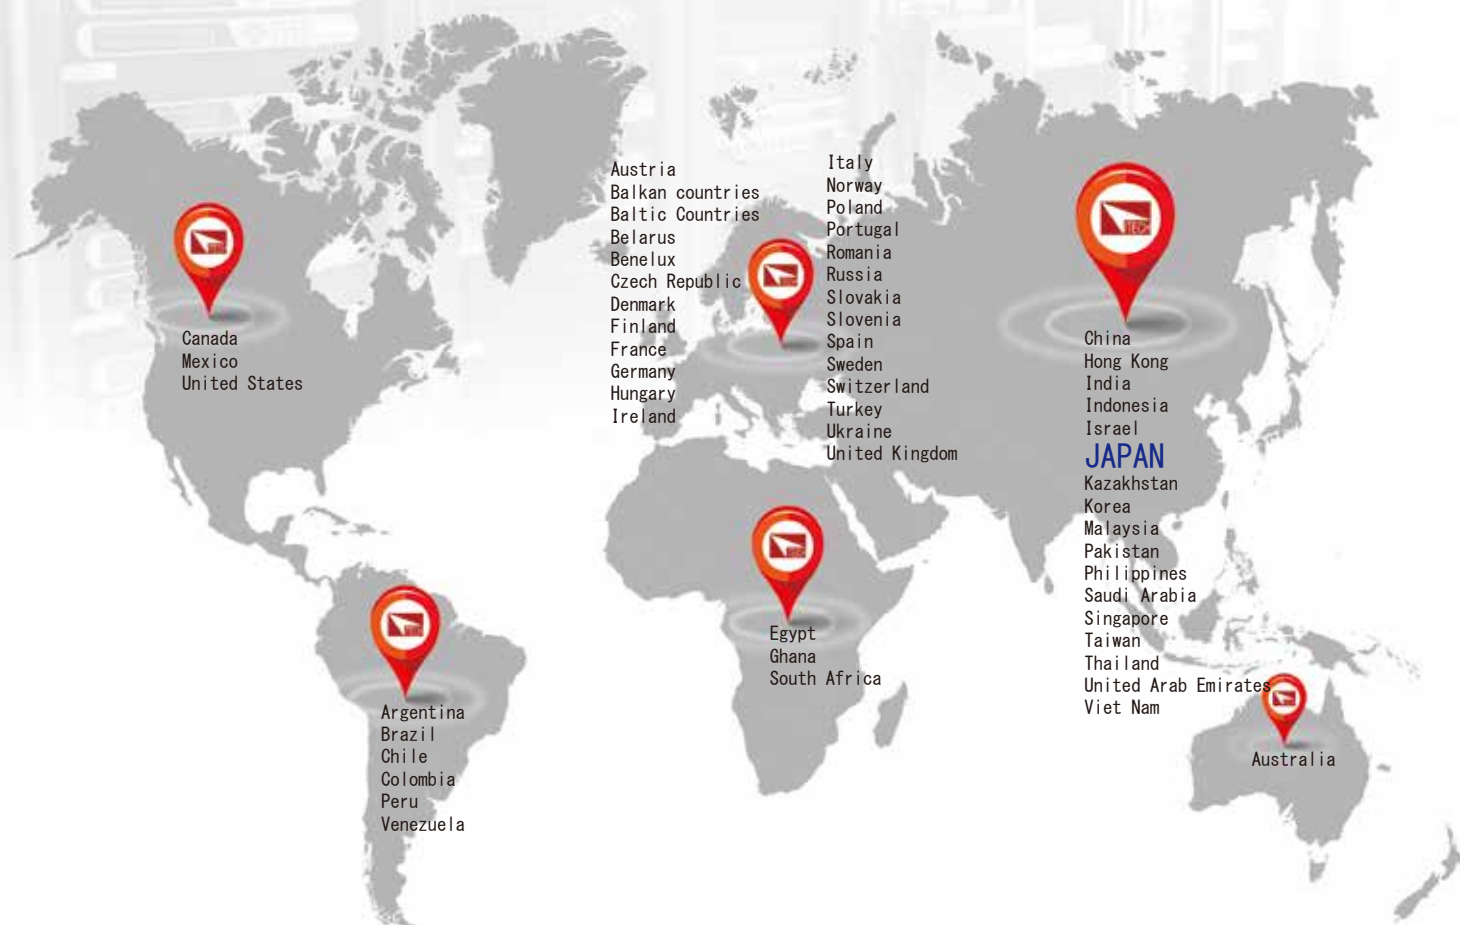 Canada
Mexico
United States
Austria
Balkan countries
Baltic Countries
Belarus
Benelux
Czech Republic
Denmark
Finland
France
Germany
Hungary
Ireland
Italy
Norway
Poland
Portugal
Romania
Russia
Slovakia
Slovenia
Spain
Sweden
Switzerland
Turkey
Ukraine
United Kingdom
TECH
China
Hong Kong
India
Indonesia
Israel
JAPAN
Kazakhstan
Korea
Malaysia
Pakistan
Philippines
Saudi Arabia
Singapore
Taiwan
Thailand
United Arab Emirates
Viet Nam
Egypt
Ghana
South Africa
Argentina
Brazil
Chile
Colombia
Peru
Venezuela
Australia